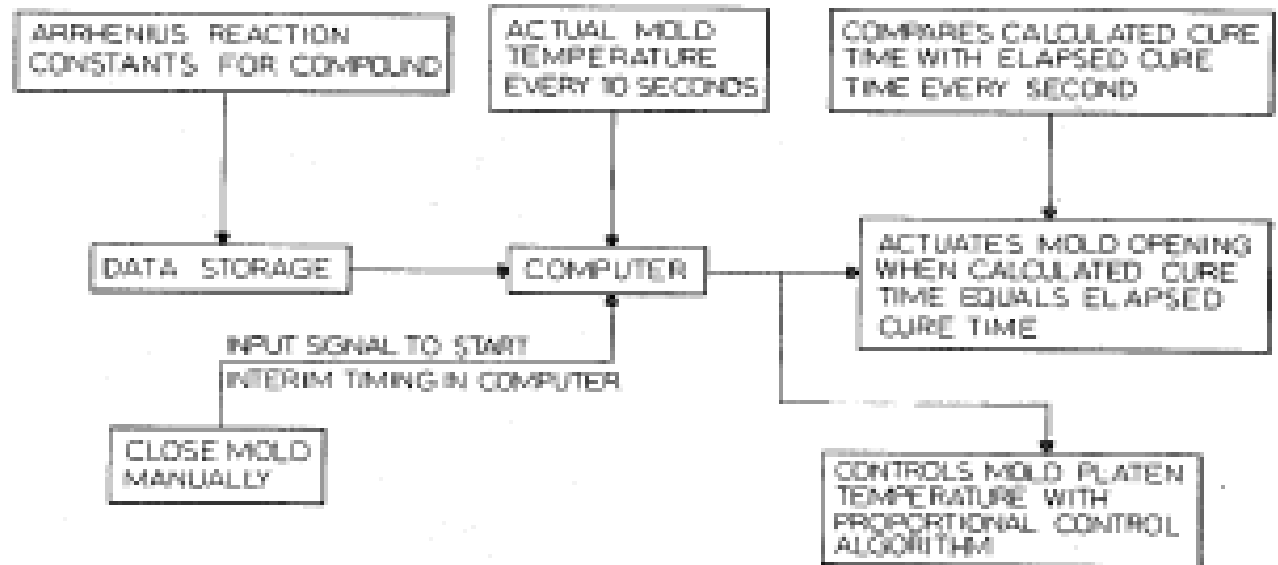 ARRHENIUS REACTION
CONSTANTS FOR COMPOUND
ACTUAL MOLD
TEMPERATURE
EVERY 10 SECONDS
COMPARES CALCULATED CURE
TIME WITH ELAPSED CURE
TIME EVERY SECOND
DATA STORAGE
COMPUTER
ACTUATES MOLD OPENING
WHEN CALCULATED CURE
TIME EQUALS ELAPSED
CURE TIME
INPUT SIGNAL TO START
INTERIM TIMING IN COMPUTER
CLOSE MOLD
MANUALLY
CONTROLS MOLD PLATEN
TEMPERATURE WITH
PROPORTIONAL CONTROL
ALGORITHM